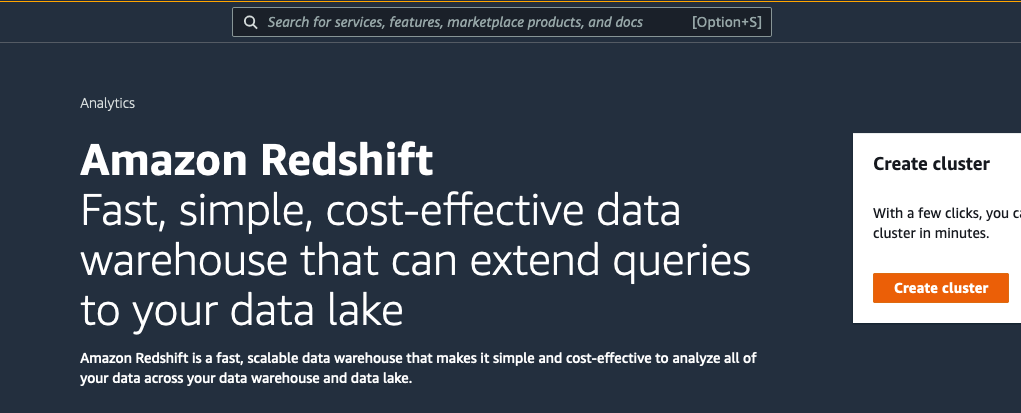 Search for services, features, marketplace products, and docs [Option+S]
Analytics
Amazon Redshift
Fast, simple, cost-effective data
warehouse that can extend queries
to your data lake
Amazon Redshift is a fast, scalable data warehouse that makes it simple and cost-effective to analyze all of
your data across your data warehouse and data lake.
Create cluster
With a few clicks, you
cluster in minutes.
Create cluster